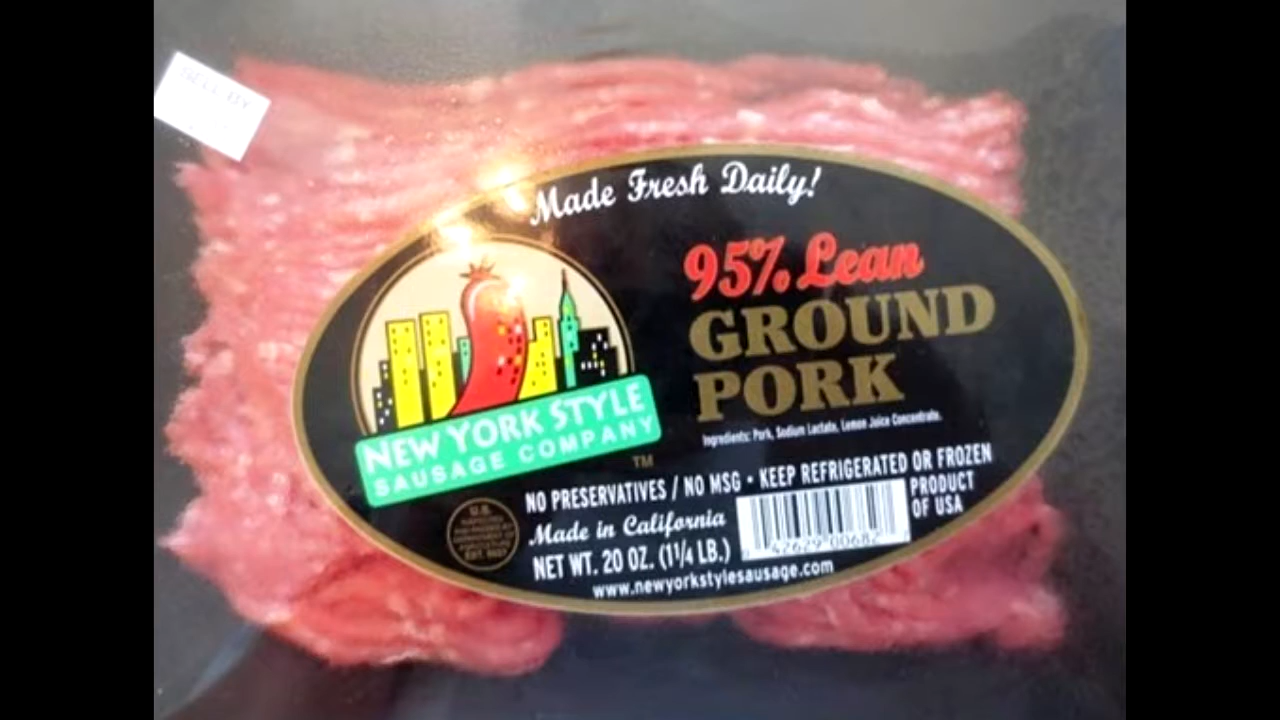 SELL BY
Made Fresh Daily!
95% Lean
GROUND
PORK
Ingredients: Pork, Sodium Lactate, Lemon Juice Concentrate.
NEW YORK STYLE
SAUSAGE COMPANY
TM
NO PRESERVATIVES / NO MSG • KEEP REFRIGERATED OR FROZEN
Made in California
NET WT. 20 OZ. (1¼ LB.)
PRODUCT
OF USA
www.newyorkstylesausage.com
U.S.